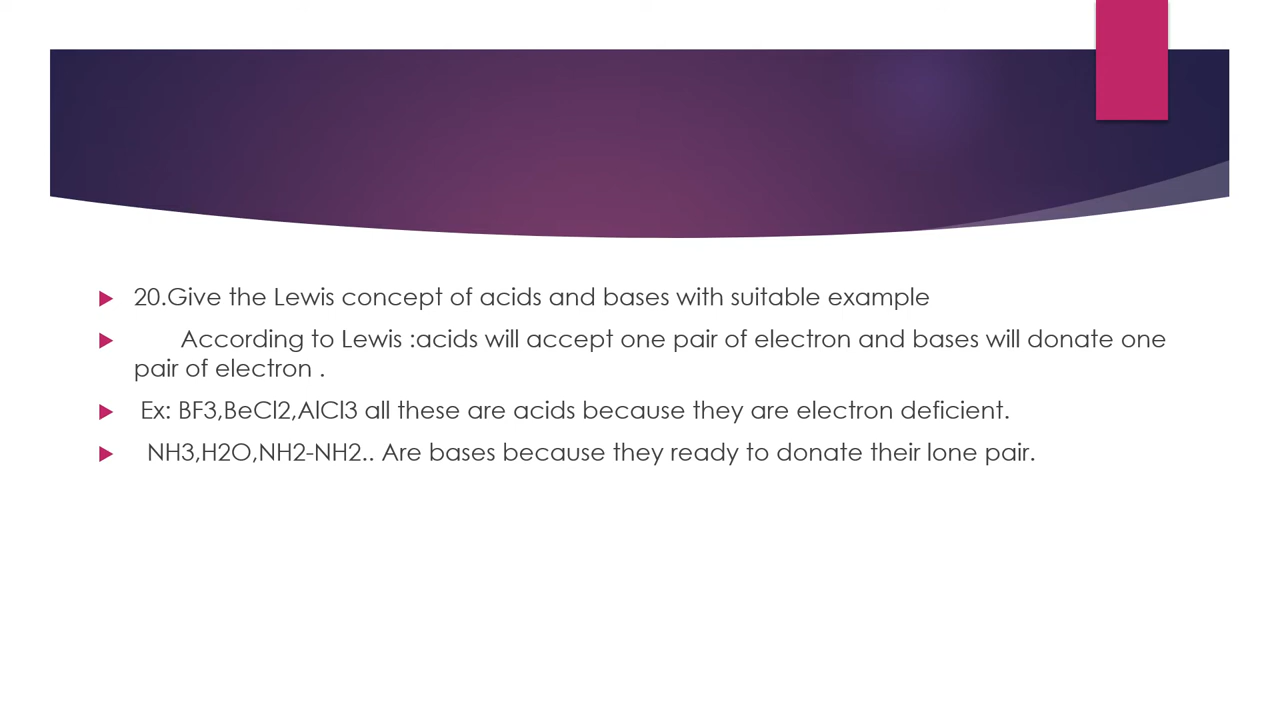 20.Give the Lewis concept of acids and bases with suitable example
According to Lewis :acids will accept one pair of electron and bases will donate one
pair of electron .
Ex: BF3,BeCl2,AlCl3 all these are acids because they are electron deficient.
NH3,H2O,NH2-NH2.. Are bases because they ready to donate their lone pair.